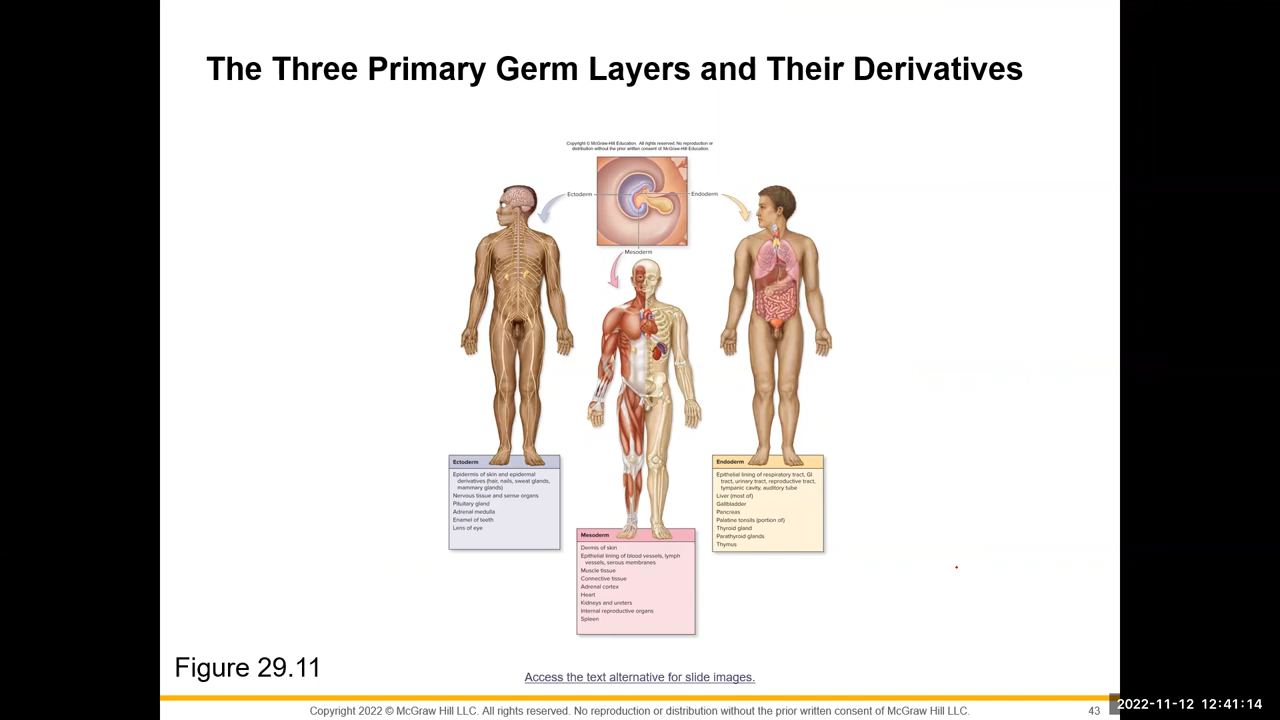 The Three Primary Germ Layers and Their Derivatives
Copyright © McGraw-Hill Education. All rights reserved. No reproduction or
distribution without the prior written consent of McGraw-Hill Education.
Ectoderm
Endoderm
Mesoderm
Ectoderm
Epidermis of skin and epidermal
derivatives (hair, nails, sweat glands,
mammary glands)
Nervous tissue and sense organs
Pituitary gland
Adrenal medulla
Enamel of teeth
Lens of eye
Mesoderm
Dermis of skin
Epithelial lining of blood vessels, lymph
vessels, serous membranes
Muscle tissue
Connective tissue
Adrenal cortex
Heart
Kidneys and ureters
Internal reproductive organs
Spleen
Endoderm
Epithelial lining of respiratory tract, GI
tract, urinary tract, reproductive tract,
tympanic cavity, auditory tube
Liver (most of)
Gallbladder
Pancreas
Palatine tonsils (portion of)
Thyroid gland
Parathyroid glands
Thymus
Figure 29.11
Access the text alternative for slide images.
Copyright 2022 © McGraw Hill LLC. All rights reserved. No reproduction or distribution without the prior written consent of McGraw Hill LLC.
43
2022-11-12 12:41:14